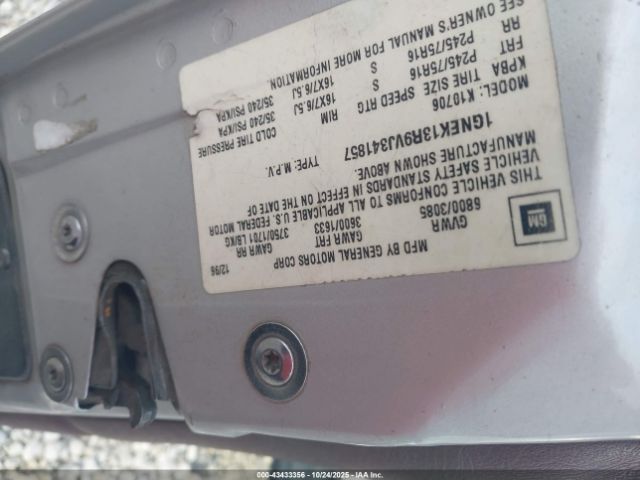 GM
MFD BY GENERAL MOTORS CORP 12/96
GVWR GAWR FRT GAWR RR
6800/3085 3600/1633 3750/1701 LB/KG
THIS VEHICLE CONFORMS TO ALL APPLICABLE U.S. FEDERAL MOTOR
VEHICLE SAFETY STANDARDS IN EFFECT ON THE DATE OF
MANUFACTURE SHOWN ABOVE.
1GNEK13R9VJ341857 TYPE: M.P.V.
MODEL: K10706
KPBA TIRE SIZE SPEED RTG RIM COLD TIRE PRESSURE
FRT P245/75R16 S 16X7/6.5J 35/240 PSI/KPA
RR P245/75R16 S 16X7/6.5J 35/240 PSI/KPA
SEE OWNER'S MANUAL FOR MORE INFORMATION.
© IAA - 43433356 - 10/24/2025 - Copart, Inc.